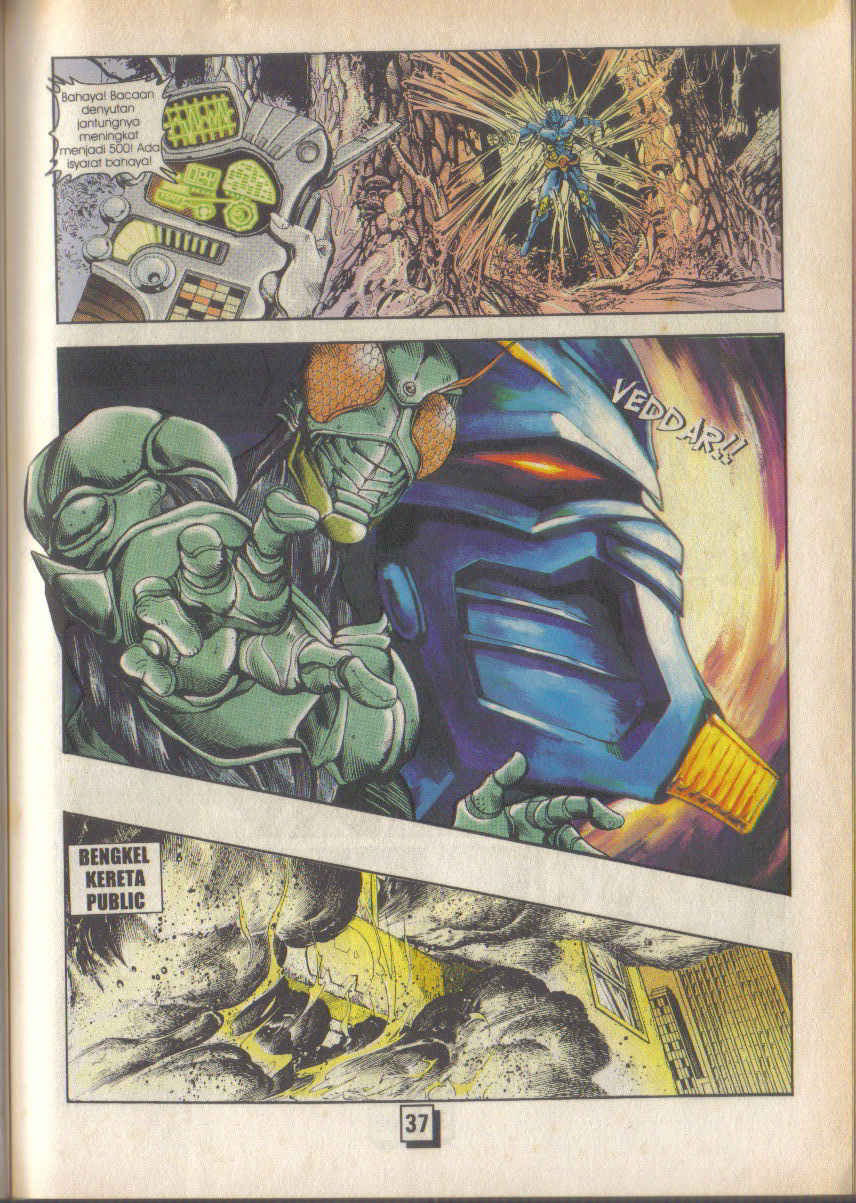 Bahaya! Bacaan
denyutan
jantungnya
meningkat
menjadi 500! Ada
isyarat bahaya!
VEDDAR!!
BENGKEL
KERETA
PUBLIC
37